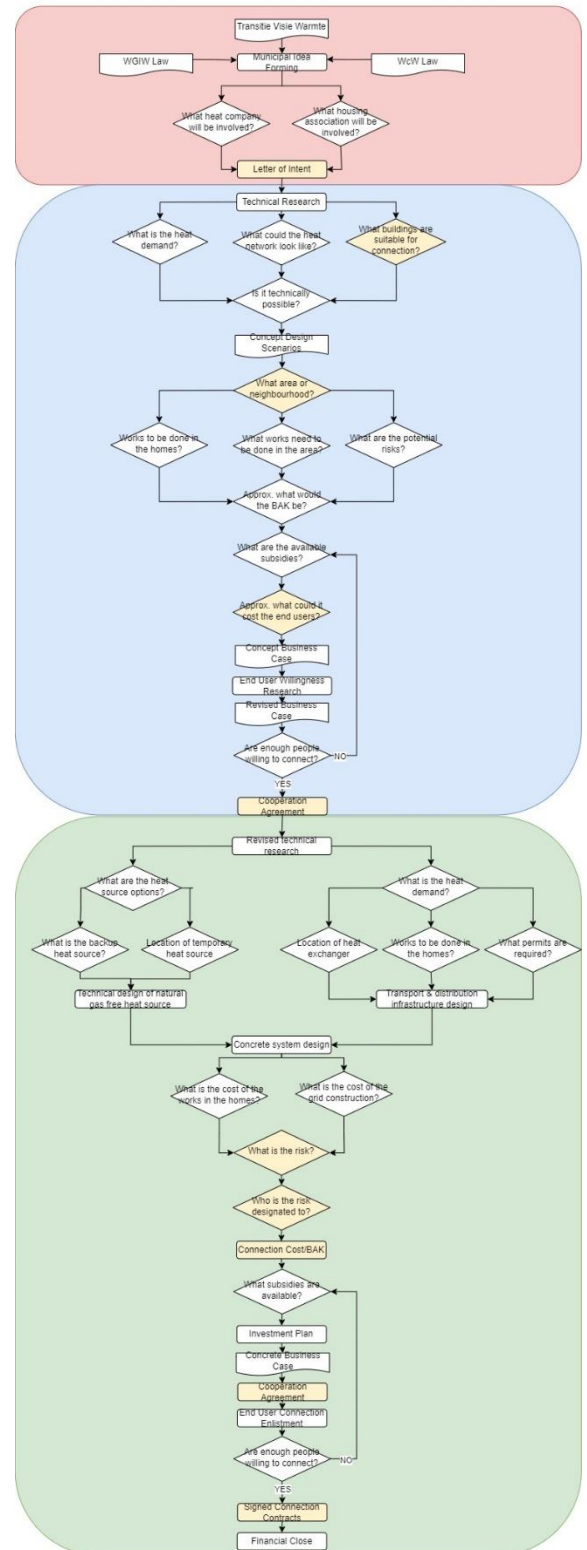 Transitie Visie Warmte
WGIW Law
Municipal Idea
Forming
WcW Law
What heat company
will be involved?
What housing
association will be
involved?
Letter of Intent
Technical Research
What is the heat
demand?
What could the heat
network look like?
What buildings are
suitable for
connection?
Is it technically
possible?
Concept Design
Scenarios
What area or
neighbourhood?
Works to be done in
the homes?
What works need to
be done in the area?
What are the potential
risks?
Approx. what would
the BAK be?
What are the available
subsidies?
Approx. what could it
cost the end users?
Concept Business
Case
End User Willingness
Research
Revised Business
Case
Are enough people
willing to connect?
NO
YES
Cooperation
Agreement
Revised technical
research
What are the heat
source options?
What is the heat
demand?
What is the backup
heat source?
Location of temporary
heat source
Location of heat
exchanger
Works to be done in
the homes?
What permits are
required?
Technical design of natural
gas free heat source
Transport & distribution
infrastructure design
Concrete system design
What is the cost of the
works in the homes?
What is the cost of the
grid construction?
What is the risk?
Who is the risk
designated to?
Connection Cost/BAK
What subsidies are
available?
Investment Plan
Concrete Business
Case
Cooperation
Agreement
End User Connection
Enlistment
Are enough people
willing to connect?
NO
YES
Signed Connection
Contracts
Financial Close